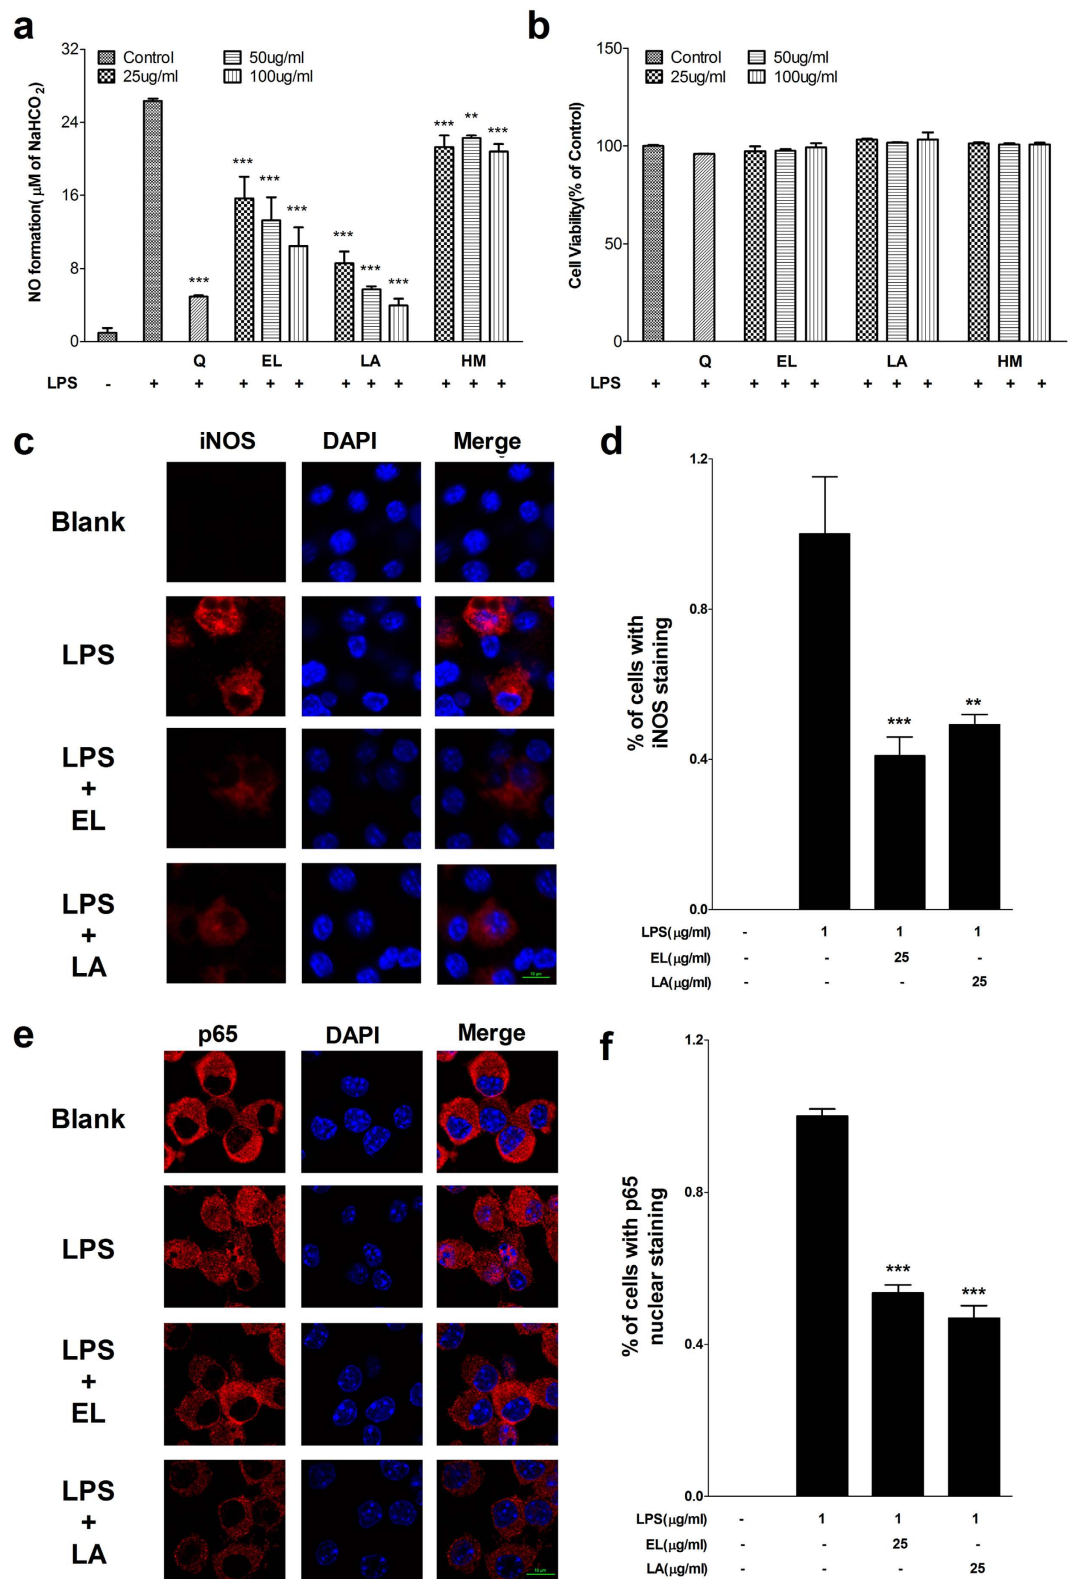 a
32
24
16
8
0
NO formation( μM of NaHCO2)
Control
50ug/ml
25ug/ml
100ug/ml
***
***
***
***
***
***
***
***
**
***
Q EL LA HM
LPS - + + + + + + + + + + +
b
150
100
50
0
Cell Viability(% of Control)
Control
50ug/ml
25ug/ml
100ug/ml
Q EL LA HM
LPS + + + + + + + + + + +
c
iNOS DAPI Merge
Blank
LPS
LPS
+
EL
LPS
+
LA
10 μm
d
1.2
0.8
0.4
0.0
% of cells with
iNOS staining
***
**
LPS(μg/ml) - 1 1 1
EL(μg/ml) - - 25 -
LA(μg/ml) - - - 25
e
p65 DAPI Merge
Blank
LPS
LPS
+
EL
LPS
+
LA
10 μm
f
1.2
0.8
0.4
0.0
% of cells with p65
nuclear staining
***
***
LPS(μg/ml) - 1 1 1
EL(μg/ml) - - 25 -
LA(μg/ml) - - - 25